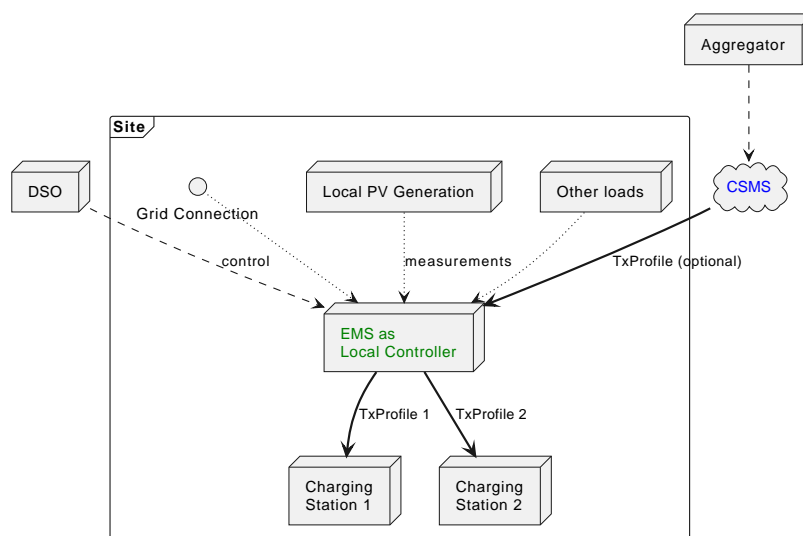 Aggregator
Site
DSO
Grid Connection
Local PV Generation
Other loads
CSMS
control
measurements
TxProfile (optional)
EMS as
Local Controller
TxProfile 1
TxProfile 2
Charging
Station 1
Charging
Station 2